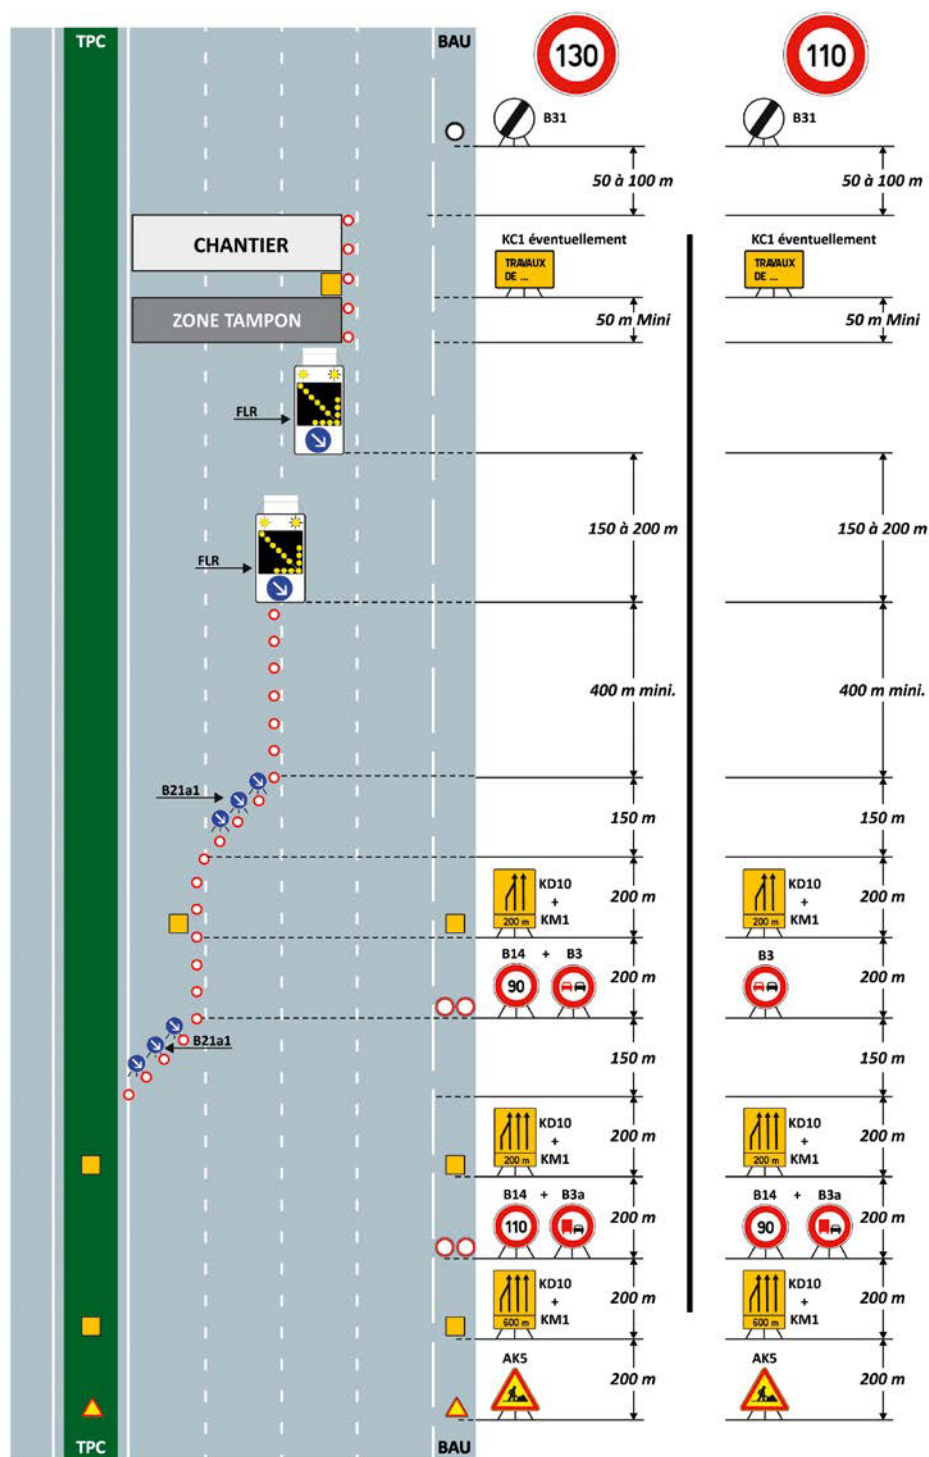 TPC
BAU
130
110
B31
B31
50 à 100 m
50 à 100 m
CHANTIER
KC1 éventuellement
KC1 éventuellement
TRAVAUX
DE ...
TRAVAUX
DE ...
ZONE TAMPON
50 m Mini
50 m Mini
FLR
150 à 200 m
150 à 200 m
FLR
400 m mini.
400 m mini.
B21a1
150 m
150 m
KD10
+
KM1
200 m
200 m
KD10
+
KM1
200 m
200 m
B14 + B3
90
200 m
B3
200 m
B21a1
150 m
150 m
KD10
+
KM1
200 m
200 m
KD10
+
KM1
200 m
200 m
B14 + B3a
110
200 m
B14 + B3a
90
200 m
KD10
+
KM1
600 m
200 m
KD10
+
KM1
600 m
200 m
AK5
200 m
AK5
200 m
TPC
BAU